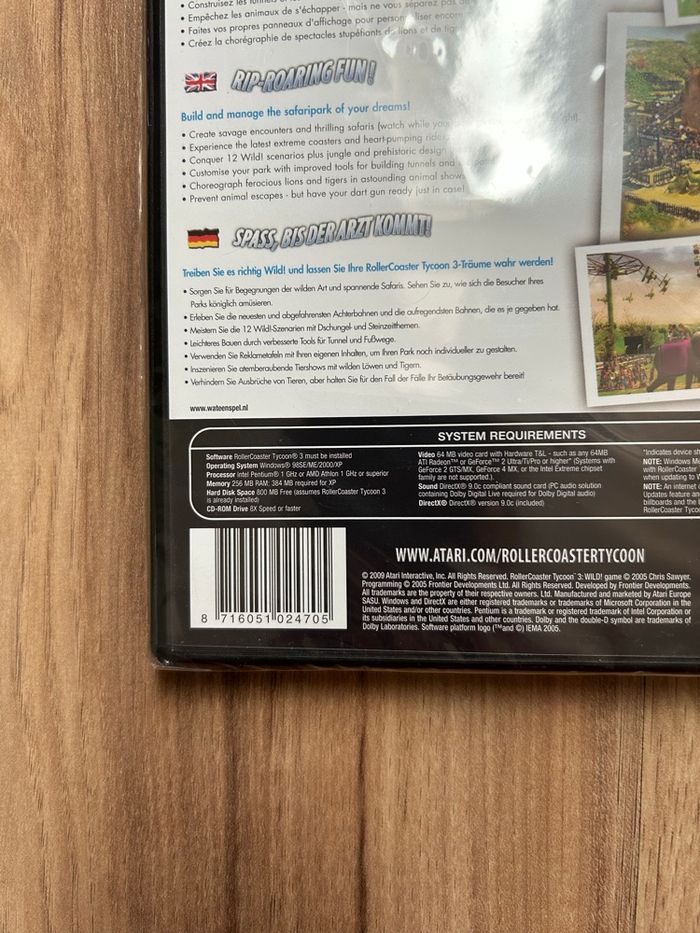 • Construisez les tunnels et
• Empêchez les animaux de s'échapper - mais ne vous séparez pas
• Faites vos propres panneaux d'affichage pour personnaliser encore
• Créez la chorégraphie de spectacles stupéfiants de lions et de tigres
RIP-ROARING FUN!
Build and manage the safaripark of your dreams!
• Create savage encounters and thrilling safaris (watch while you
• Experience the latest extreme coasters and heart-pumping rides
• Conquer 12 Wild! scenarios plus jungle and prehistoric design
• Customise your park with improved tools for building tunnels and
• Choreograph ferocious lions and tigers in astounding animal shows
• Prevent animal escapes - but have your dart gun ready just in case!
SPASS, BIS DER ARZT KOMMT!
Treiben Sie es richtig Wild! und lassen Sie Ihre RollerCoaster Tycoon 3-Träume wahr werden!
• Sorgen Sie für Begegnungen der wilden Art und spannende Safaris. Sehen Sie zu, wie sich die Besucher Ihres
Parks königlich amüsieren.
• Erleben Sie die neuesten und abgefahrensten Achterbahnen und die aufregendsten Bahnen, die es je gegeben hat.
• Meistern Sie die 12 Wild!-Szenarien mit Dschungel- und Steinzeitthemen.
• Leichteres Bauen durch verbesserte Tools für Tunnel und Fußwege.
• Verwenden Sie Reklametafeln mit Ihren eigenen Inhalten, um Ihren Park noch individueller zu gestalten.
• Inszenieren Sie atemberaubende Tiershows mit wilden Löwen und Tigern.
• Verhindern Sie Ausbrüche von Tieren, aber halten Sie für den Fall der Fälle Ihr Betäubungsgewehr bereit!
www.wateenspel.nl
SYSTEM REQUIREMENTS
Software RollerCoaster Tycoon® 3 must be installed
Operating System Windows® 98SE/ME/2000/XP
Processor Intel Pentium® 1 GHz or AMD Athlon 1 GHz or superior
Memory 256 MB RAM; 384 MB required for XP
Hard Disk Space 800 MB Free (assumes RollerCoaster Tycoon 3
is already installed)
CD-ROM Drive 8X Speed or faster
Video 64 MB video card with Hardware T&L - such as any 64MB
ATI Radeon™ or GeForce™ 2 Ultra/Ti/Pro or higher* (Systems with
GeForce 2 GTS/MX, GeForce 4 MX, or the Intel Extreme chipset
family are not supported.).
Sound DirectX® 9.0c compliant sound card (PC audio solution
containing Dolby Digital Live required for Dolby Digital audio)
DirectX® DirectX® version 9.0c (included)
*Indicates device
NOTE: Windows
with RollerCoaster
when updating to
NOTE: An internet
Updates feature
billboards and the
RollerCoaster
WWW.ATARI.COM/ROLLERCOASTERTYCOON
© 2009 Atari Interactive, Inc. All Rights Reserved. RollerCoaster Tycoon® 3: WILD! game © 2005 Chris Sawyer.
Programming © 2005 Frontier Developments Ltd. All Rights Reserved. Developed by Frontier Developments.
All trademarks are the property of their respective owners. Ltd. Manufactured and marketed by Atari Europe
SASU. Windows and DirectX are either registered trademarks or trademarks of Microsoft Corporation in the
United States and/or other countries. Pentium is a trademark or registered trademark of Intel Corporation or
its subsidiaries in the United States and other countries. Dolby and the double-D symbol are trademarks of
Dolby Laboratories. Software platform logo (™and ©) IEMA 2005.
8 716051 024705